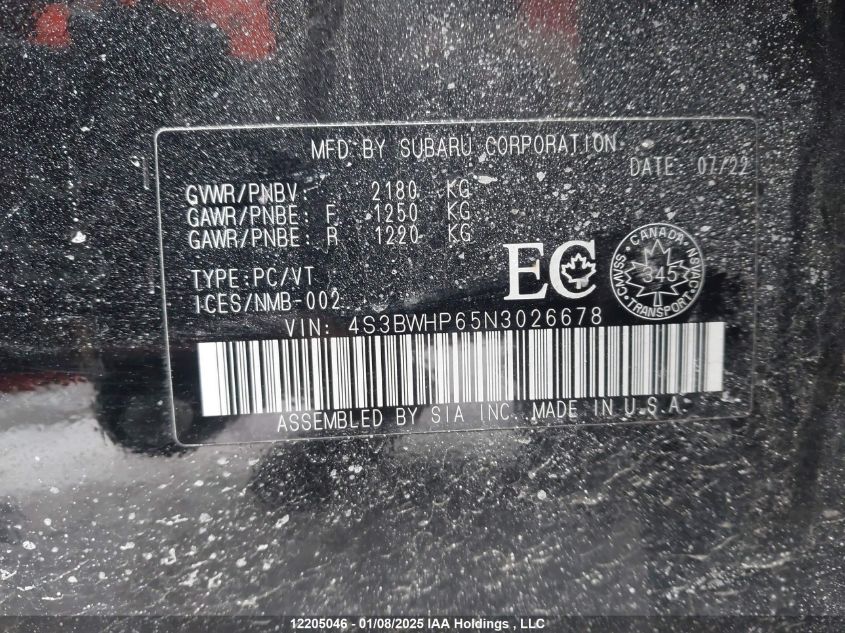 MFD BY SUBARU CORPORATION
DATE: 07/22
GVWR/PNBV 2180 KG
GAWR/PNBE: F 1250 KG
GAWR/PNBE: R 1220 KG
TYPE: PC/VT
ICES/NMB-002
EC
CANADA
CMVSS
NSVAC
345
TRANSPORT
VIN: 4S3BWHP65N3026678
ASSEMBLED BY SIA INC. MADE IN U.S.A.
12205046 - 01/08/2025 IAA Holdings , LLC